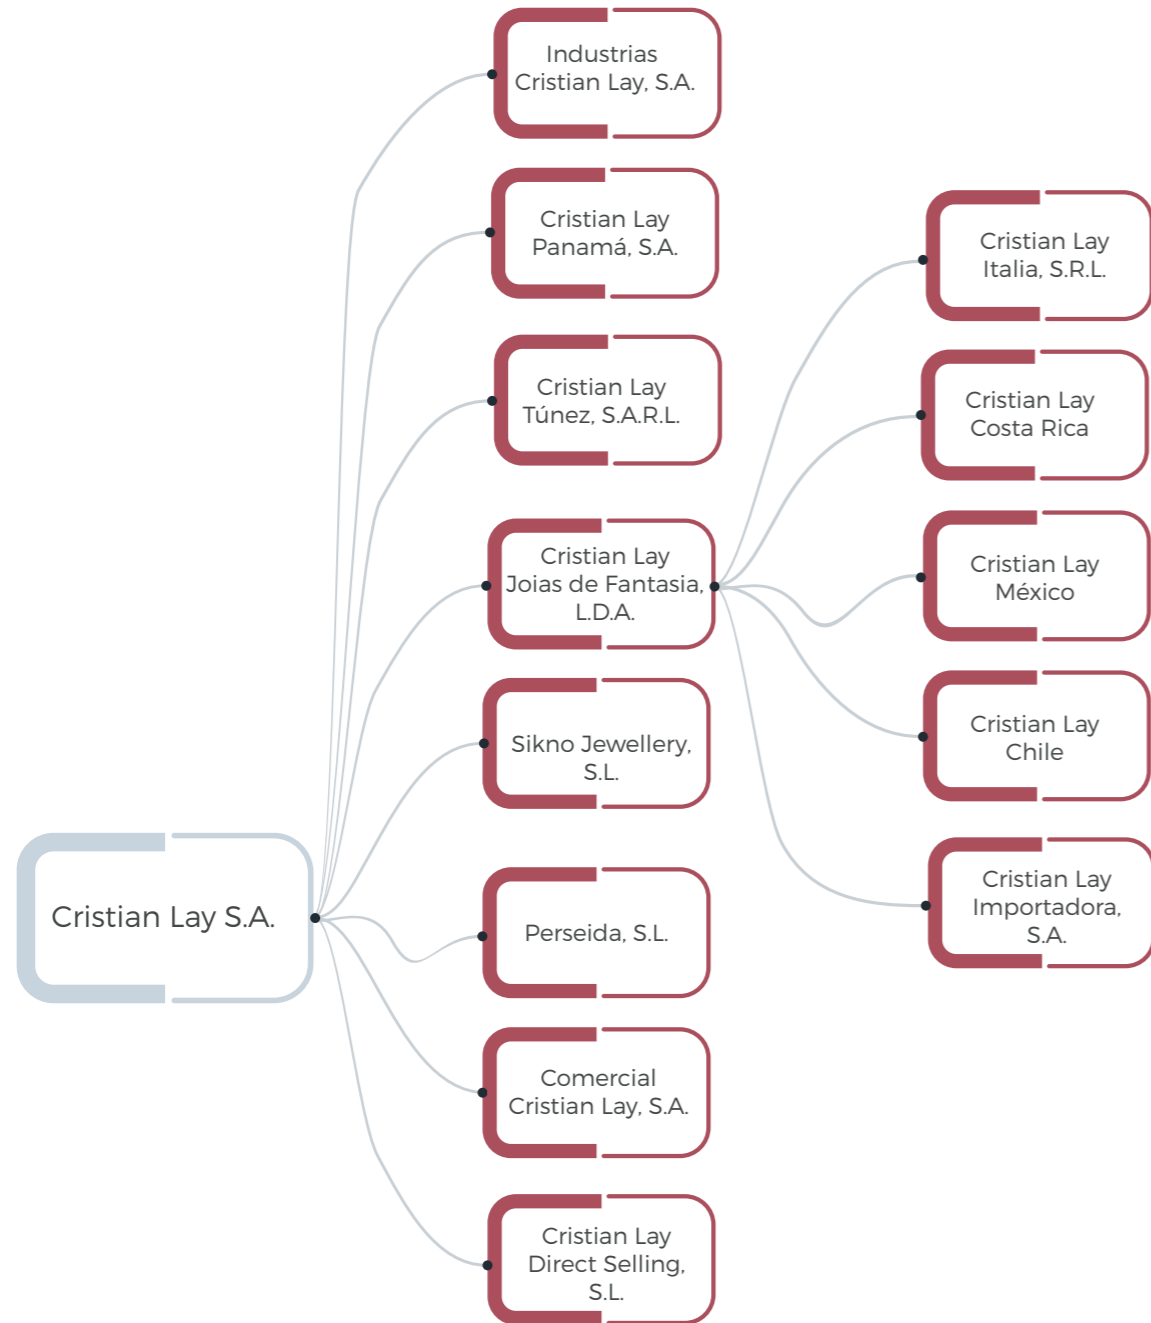 Industrias
Cristian Lay, S.A.
Cristian Lay
Panamá, S.A.
Cristian Lay
Túnez, S.A.R.L.
Cristian Lay
Joias de Fantasia,
L.D.A.
Sikno Jewellery,
S.L.
Cristian Lay S.A.
Perseida, S.L.
Comercial
Cristian Lay, S.A.
Cristian Lay
Direct Selling,
S.L.
Cristian Lay
Italia, S.R.L.
Cristian Lay
Costa Rica
Cristian Lay
México
Cristian Lay
Chile
Cristian Lay
Importadora,
S.A.